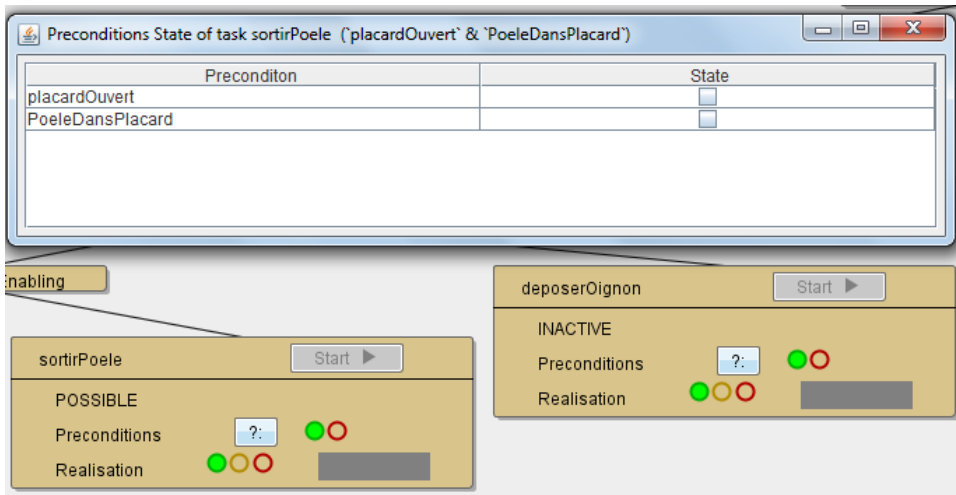 Preconditions State of task sortirPoele (`placardOuvert` & `PoeleDansPlacard`)
Preconditon State
placardOuvert
PoeleDansPlacard
Enabling
deposerOignon Start
INACTIVE
Preconditions ?:
Realisation
sortirPoele Start
POSSIBLE
Preconditions ?:
Realisation